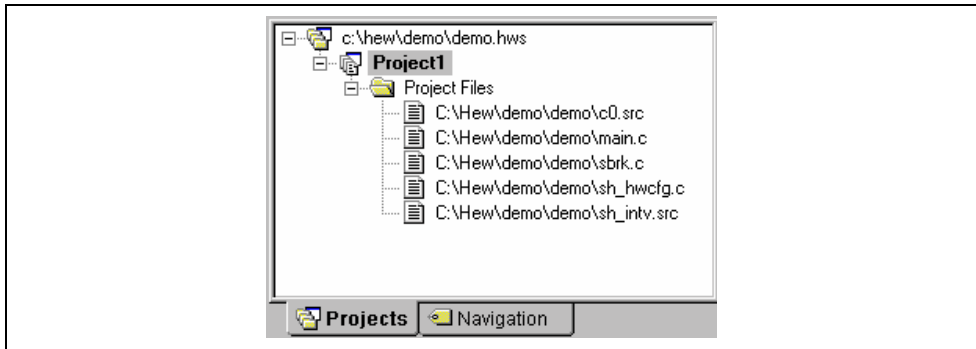 c:\hew\demo\demo.hws
Project1
Project Files
C:\Hew\demo\demo\c0.src
C:\Hew\demo\demo\main.c
C:\Hew\demo\demo\sbrk.c
C:\Hew\demo\demo\sh_hwcfg.c
C:\Hew\demo\demo\sh_intv.src
Projects Navigation